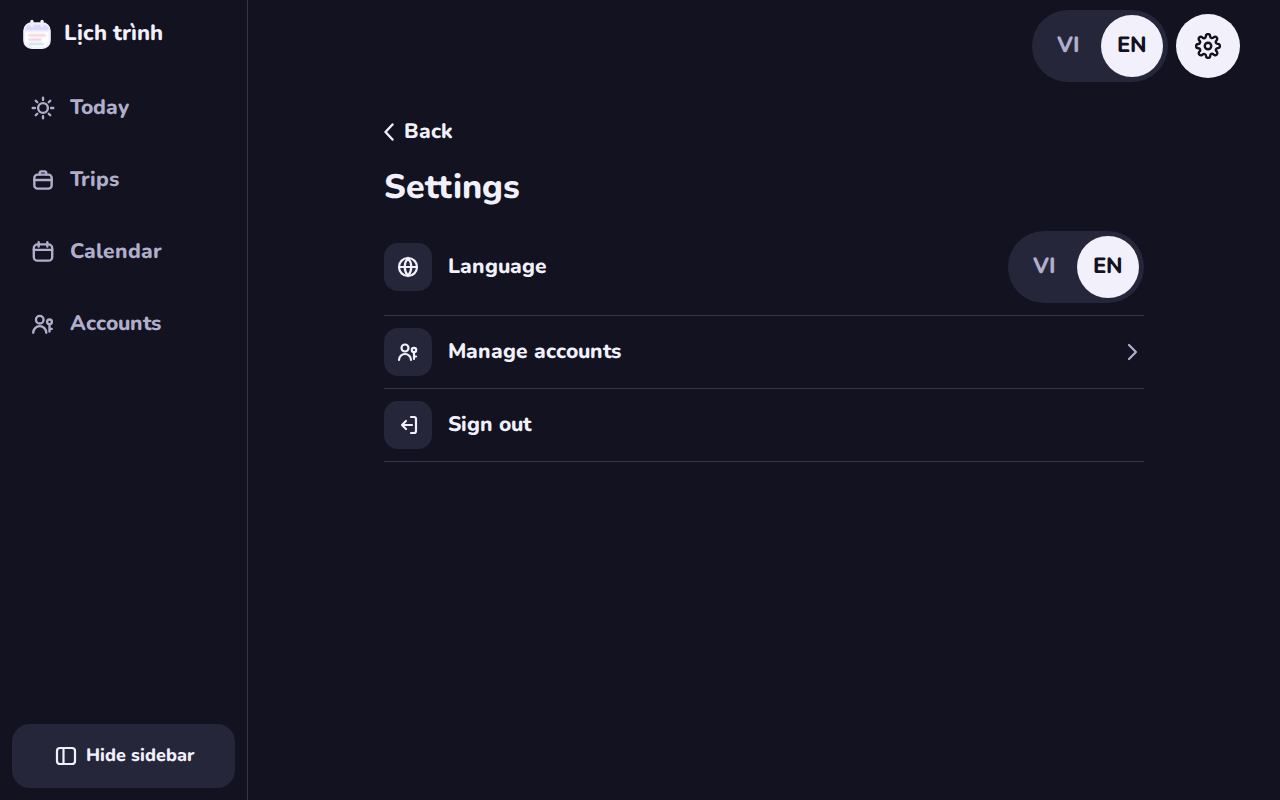 Lịch trình
VI EN
Today
Trips
Calendar
Accounts
Back
Settings
Language
VI EN
Manage accounts
Sign out
Hide sidebar